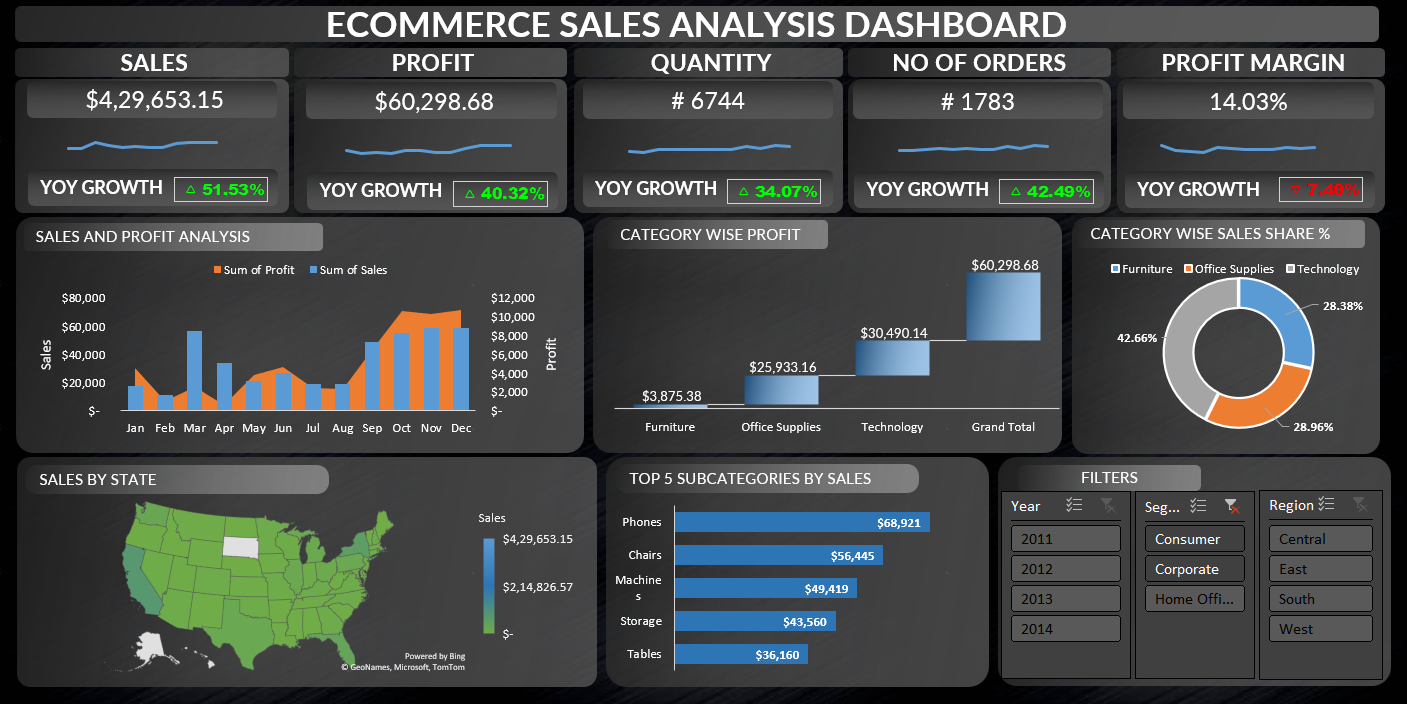 ECOMMERCE SALES ANALYSIS DASHBOARD
SALES
PROFIT
QUANTITY
NO OF ORDERS
PROFIT MARGIN
$4,29,653.15
$60,298.68
# 6744
# 1783
14.03%
YOY GROWTH △ 51.53%
YOY GROWTH △ 40.32%
YOY GROWTH △ 34.07%
YOY GROWTH △ 42.49%
YOY GROWTH ▽ 7.40%
SALES AND PROFIT ANALYSIS
Sum of Profit Sum of Sales
Sales
$80,000
$60,000
$40,000
$20,000
$-
$12,000
$10,000
$8,000
$6,000
$4,000
$2,000
$-
Profit
Jan Feb Mar Apr May Jun Jul Aug Sep Oct Nov Dec
CATEGORY WISE PROFIT
$3,875.38
$25,933.16
$30,490.14
$60,298.68
Furniture Office Supplies Technology Grand Total
CATEGORY WISE SALES SHARE %
Furniture Office Supplies Technology
28.38%
42.66%
28.96%
SALES BY STATE
Sales
$4,29,653.15
$2,14,826.57
$-
Powered by Bing
© GeoNames, Microsoft, TomTom
TOP 5 SUBCATEGORIES BY SALES
Phones $68,921
Chairs $56,445
Machine
s
$49,419
Storage $43,560
Tables $36,160
FILTERS
Year
2011
2012
2013
2014
Seg...
Consumer
Corporate
Home Offi...
Region
Central
East
South
West